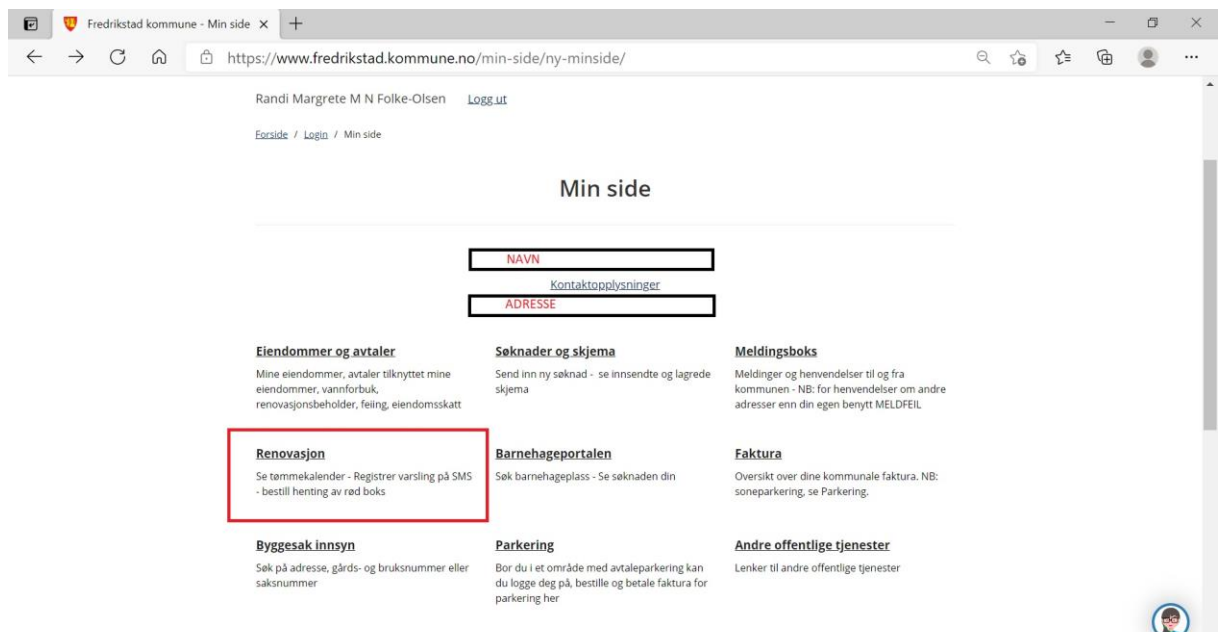 Fredrikstad kommune - Min side
https://www.fredrikstad.kommune.no/min-side/ny-minside/
Randi Margrete M N Folke-Olsen Logg ut
Forside / Login / Min side
Min side
NAVN
Kontaktopplysninger
ADRESSE
Eiendommer og avtaler
Mine eiendommer, avtaler tilknyttet mine
eiendommer, vannforbuk,
renovasjonsbeholder, feiing, eiendomsskatt
Søknader og skjema
Send inn ny søknad - se innsendte og lagrede
skjema
Meldingsboks
Meldinger og henvendelser til og fra
kommunen - NB: for henvendelser om andre
adresser enn din egen benytt MELDFEIL
Renovasjon
Se tømmekalender - Registrer varsling på SMS
- bestill henting av rød boks
Barnehageportalen
Søk barnehageplass - Se søknaden din
Faktura
Oversikt over dine kommunale faktura. NB:
soneparkering, se Parkering.
Byggesak innsyn
Søk på adresse, gårds- og bruksnummer eller
saksnummer
Parkering
Bor du i et område med avtaleparkering kan
du logge deg på, bestille og betale faktura for
parkering her
Andre offentlige tjenester
Lenker til andre offentlige tjenester